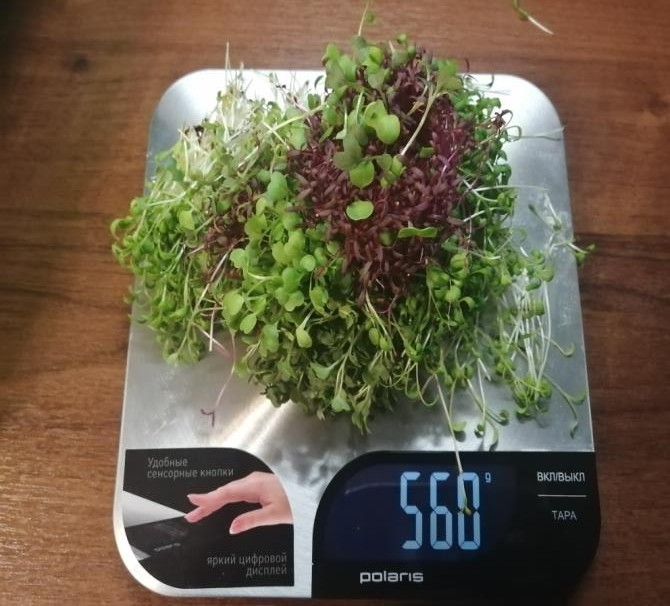 Удобные
сенсорные кнопки
яркий цифровой
дисплей
560 g
ВКЛ/ВЫКЛ
ТАРА
polaris